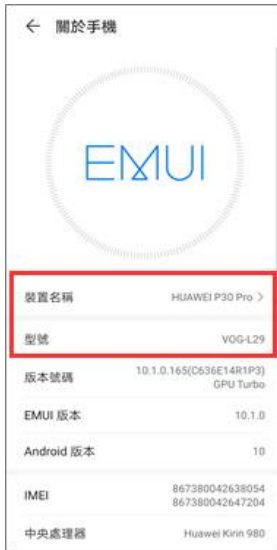 ← 關於手機
EMUI
裝置名稱 HUAWEI P30 Pro >
型號 VOG-L29
版本號碼 10.1.0.165(C636E14R1P3)
GPU Turbo
EMUI 版本 10.1.0
Android 版本 10
IMEI 867380042638054
867380042647204
中央處理器 Huawei Kirin 980